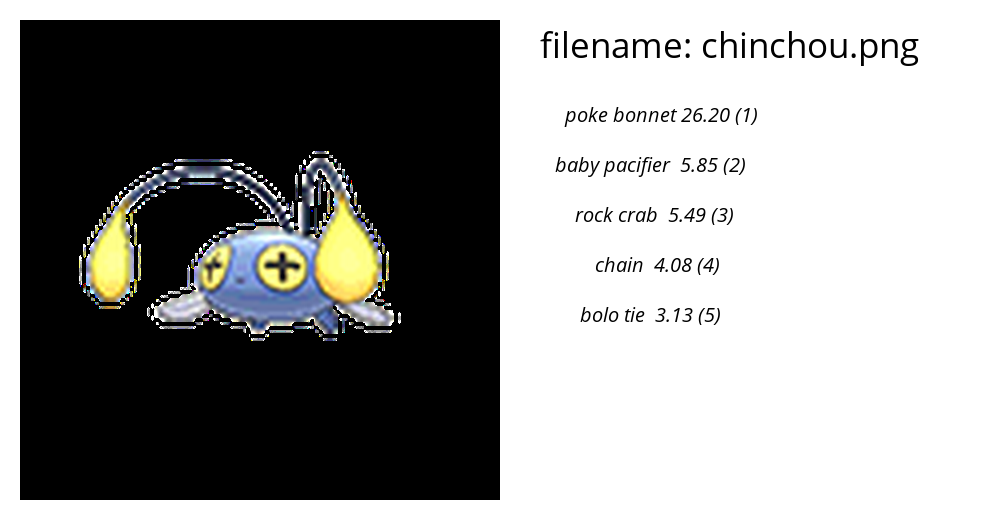 filename: chinchou.png
poke bonnet 26.20 (1)
baby pacifier 5.85 (2)
rock crab 5.49 (3)
chain 4.08 (4)
bolo tie 3.13 (5)